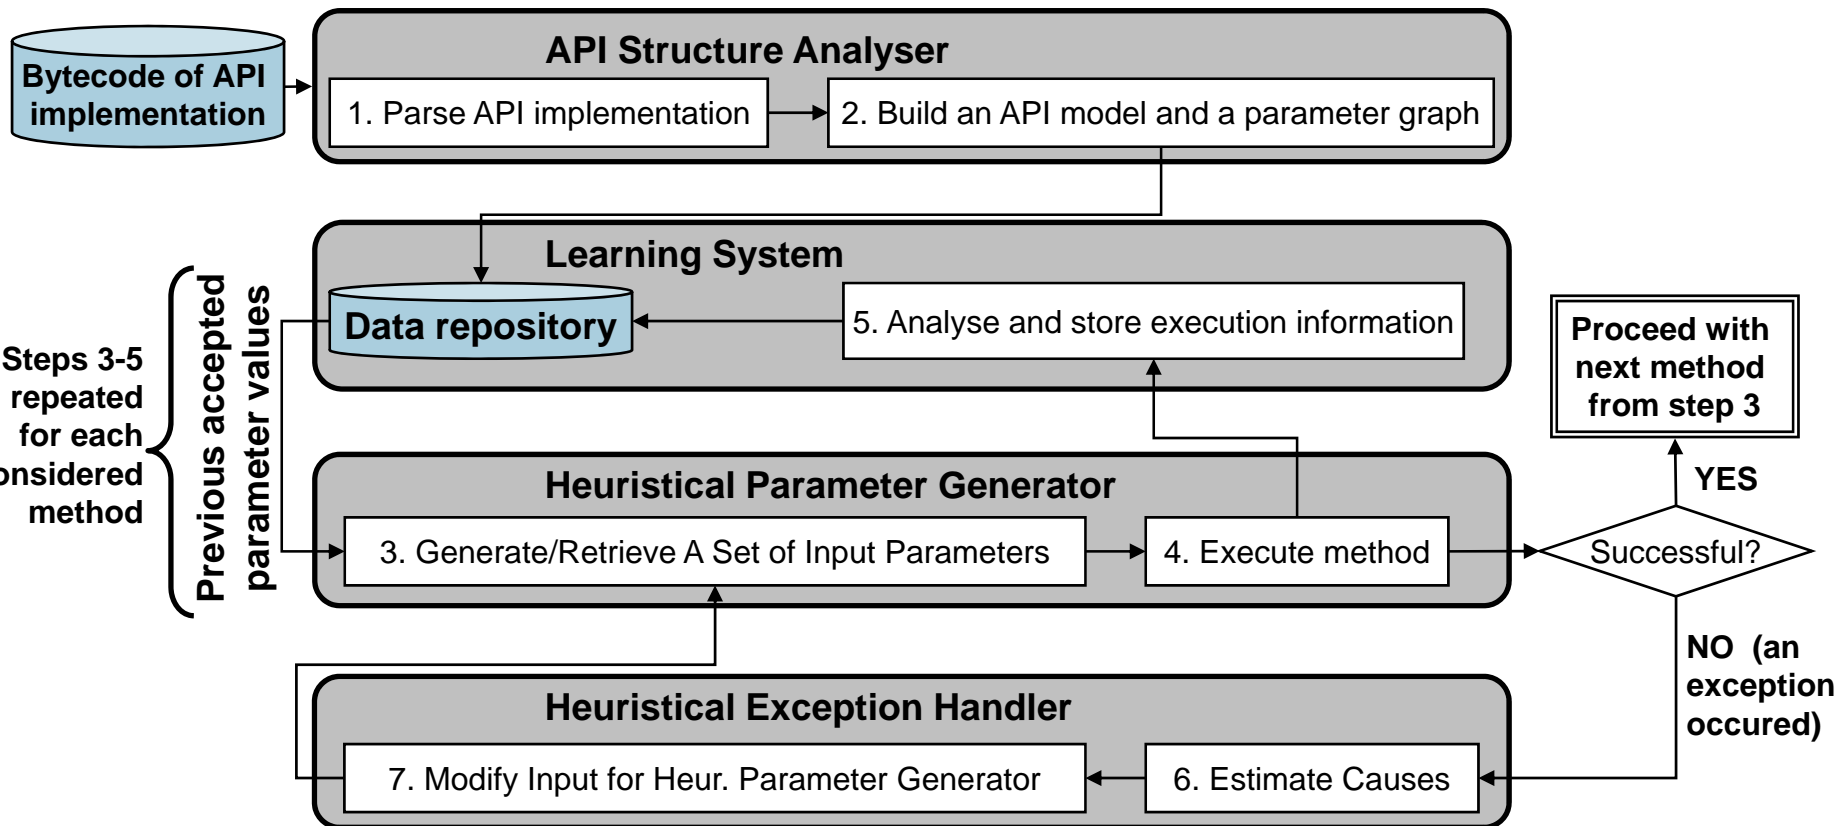 Bytecode of API
implementation
API Structure Analyser
1. Parse API implementation
2. Build an API model and a parameter graph
Learning System
Data repository
5. Analyse and store execution information
Steps 3-5
repeated
for each
onsidered
method
Previous accepted
parameter values
Proceed with
next method
from step 3
YES
Heuristical Parameter Generator
3. Generate/Retrieve A Set of Input Parameters
4. Execute method
Successful?
NO (an
exception
occured)
Heuristical Exception Handler
7. Modify Input for Heur. Parameter Generator
6. Estimate Causes